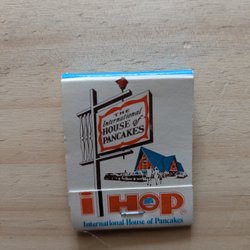 THE
International
HOUSE of
PANCAKES
iHOP
International House of Pancakes